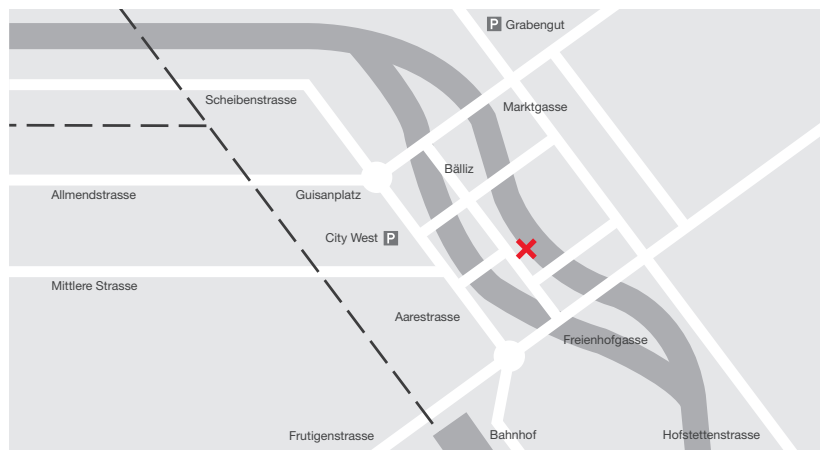 P Grabengut
Scheibenstrasse
Marktgasse
Bälliz
Allmendstrasse
Guisanplatz
City West P
Mittlere Strasse
Aarestrasse
Freienhofgasse
Frutigenstrasse
Bahnhof
Hofstettenstrasse